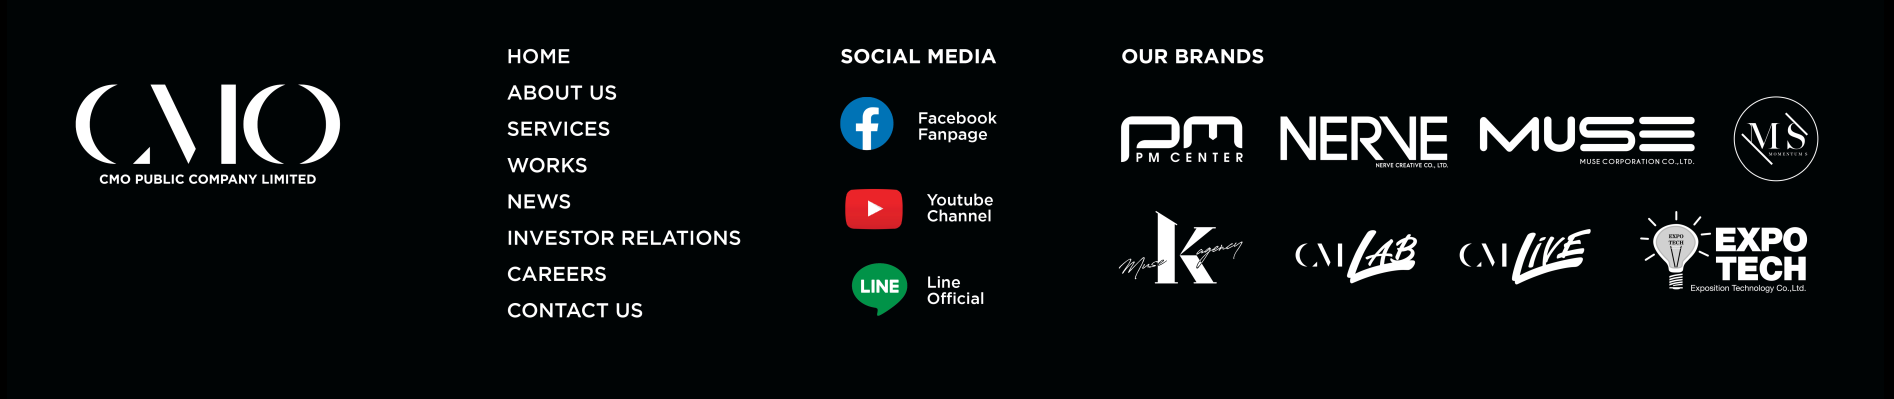 CMO
CMO PUBLIC COMPANY LIMITED
HOME
ABOUT US
SERVICES
WORKS
NEWS
INVESTOR RELATIONS
CAREERS
CONTACT US
SOCIAL MEDIA
Facebook
Fanpage
Youtube
Channel
LINE
Line
Official
OUR BRANDS
PM
PM CENTER
NERVE
NERVE CREATIVE CO., LTD.
MUSE
MUSE CORPORATION CO.,LTD.
MS
MOMENTUM S
Muse k agency
CM LAB
CM LiVE
EXPO
TECH
EXPO
TECH
Exposition Technology Co.,Ltd.